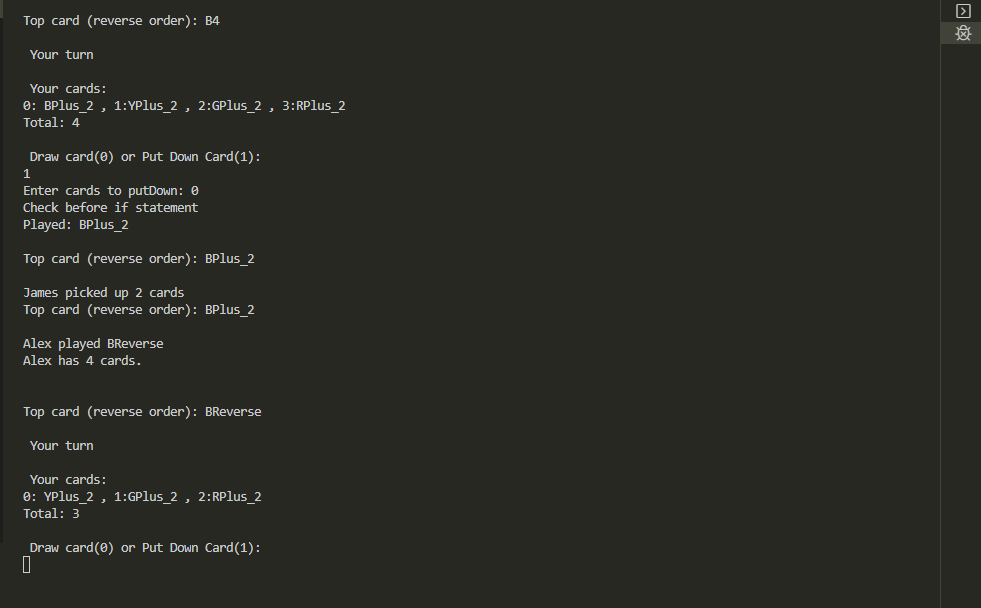 Top card (reverse order): B4
Your turn
Your cards:
0: BPlus_2 , 1:YPlus_2 , 2:GPlus_2 , 3:RPlus_2
Total: 4
Draw card(0) or Put Down Card(1):
1
Enter cards to putDown: 0
Check before if statement
Played: BPlus_2
Top card (reverse order): BPlus_2
James picked up 2 cards
Top card (reverse order): BPlus_2
Alex played BReverse
Alex has 4 cards.
Top card (reverse order): BReverse
Your turn
Your cards:
0: YPlus_2 , 1:GPlus_2 , 2:RPlus_2
Total: 3
Draw card(0) or Put Down Card(1):